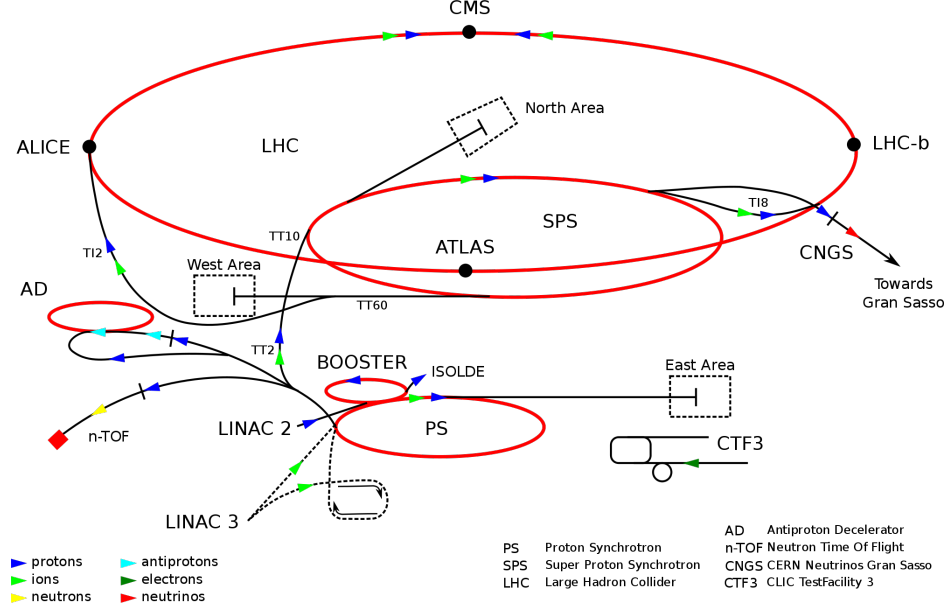 CMS
North Area
ALICE
LHC
LHC-b
TI8
SPS
TT10
ATLAS
CNGS
TI2
West Area
Towards
Gran Sasso
AD
TT60
TT2
BOOSTER
ISOLDE
East Area
n-TOF
LINAC 2
PS
CTF3
LINAC 3
protons
ions
neutrons
antiprotons
electrons
neutrinos
PS Proton Synchrotron
SPS Super Proton Synchrotron
LHC Large Hadron Collider
AD Antiproton Decelerator
n-TOF Neutron Time Of Flight
CNGS CERN Neutrinos Gran Sasso
CTF3 CLIC TestFacility 3